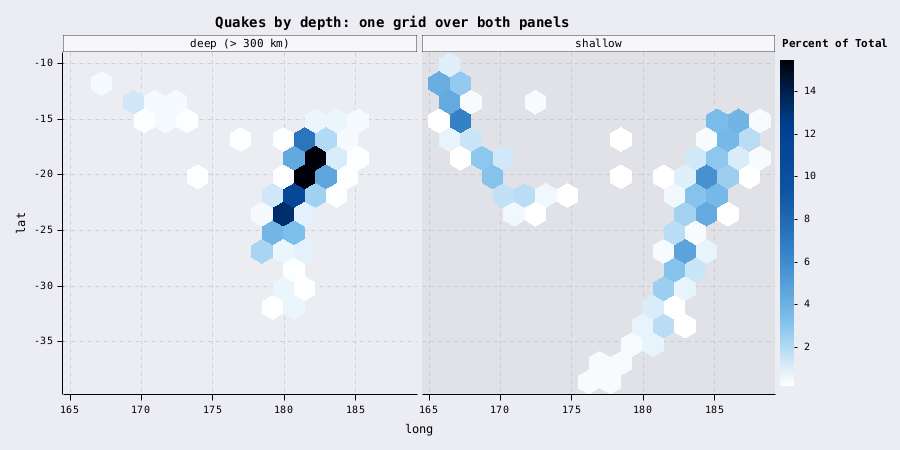 Quakes by depth: one grid over both panels
deep (> 300 km)
shallow
Percent of Total
-10
-15
-20
-25
-30
-35
lat
14
12
10
8
6
4
2
165 170 175 180 185
165 170 175 180 185
long